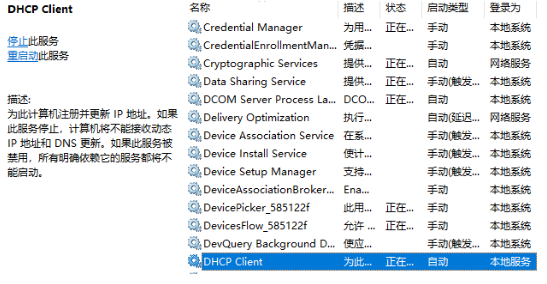 DHCP Client
停止此服务
重启动此服务
描述:
为此计算机注册并更新 IP 地址。如果
此服务停止，计算机将不能接收动态
IP 地址和 DNS 更新。如果此服务被
禁用，所有明确依赖它的服务都将不
能启动。
名称 描述 状态 启动类型 登录为
Credential Manager 为用... 正在... 手动 本地系统
CredentialEnrollmentMan... 凭据... 手动 本地系统
Cryptographic Services 提供... 正在... 自动 网络服务
Data Sharing Service 提供... 正在... 手动(触发... 本地系统
DCOM Server Process La... DCO... 正在... 自动 本地系统
Delivery Optimization 执行... 自动(延迟... 网络服务
Device Association Service 在系... 手动(触发... 本地系统
Device Install Service 使计... 手动(触发... 本地系统
Device Setup Manager 支持... 手动(触发... 本地系统
DeviceAssociationBroker... Ena... 手动 本地系统
DevicePicker_585122f 此用... 正在... 手动 本地系统
DevicesFlow_585122f 允许 ... 正在... 手动 本地系统
DevQuery Background D... 使应... 手动(触发... 本地系统
DHCP Client 为此... 正在... 自动 本地服务